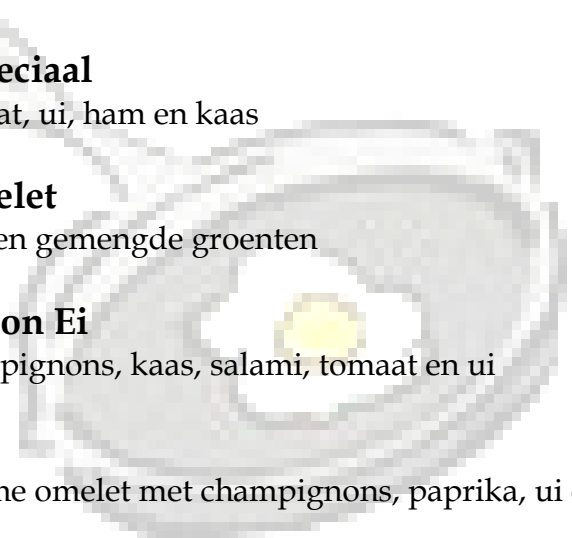 eciaal
at, ui, ham en kaas
elet
en gemengde groenten
on Ei
pignons, kaas, salami, tomaat en ui
ne omelet met champignons, paprika, ui